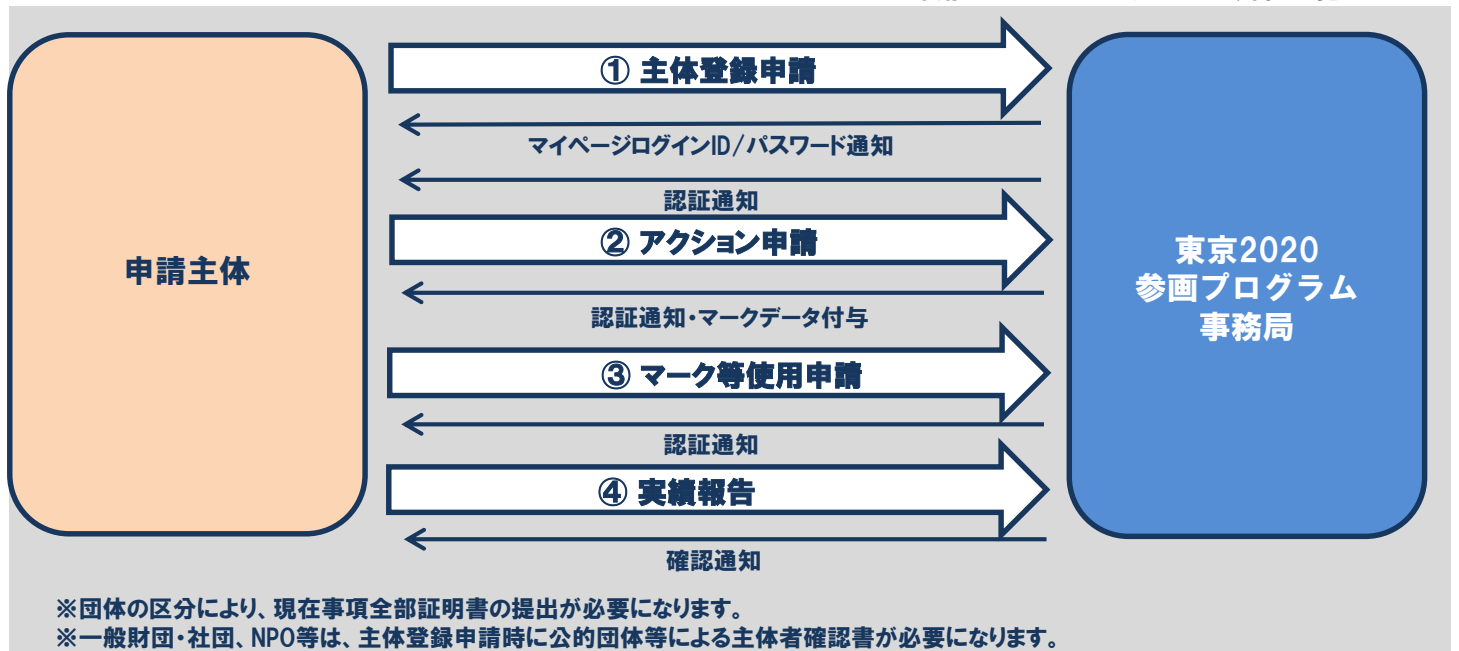 ① 主体登録申請
マイページログインID/パスワード通知
認証通知
② アクション申請
申請主体
東京2020
参画プログラム
事務局
認証通知・マークデータ付与
③ マーク等使用申請
認証通知
④ 実績報告
確認通知
※団体の区分により、現在事項全部証明書の提出が必要になります。
※一般財団・社団、NPO等は、主体登録申請時に公的団体等による主体者確認書が必要になります。